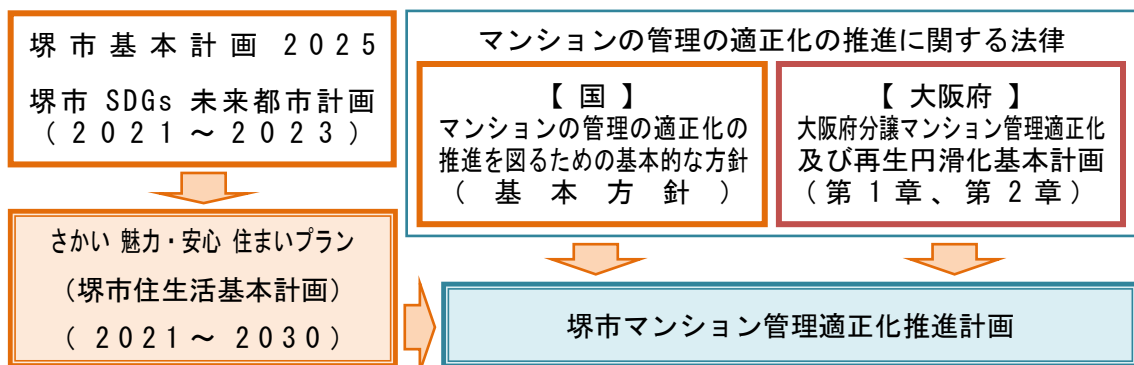 堺市基本計画 2025
堺市 SDGs 未来都市計画
(2021~2023)
マンションの管理の適正化の推進に関する法律
【国】
マンションの管理の適正化の
推進を図るための基本的な方針
(基本方針)
【大阪府】
大阪府分譲マンション管理適正化
及び再生円滑化基本計画
(第1章、第2章)
さかい 魅力・安心 住まいプラン
(堺市住生活基本計画)
(2021~2030)
堺市マンション管理適正化推進計画